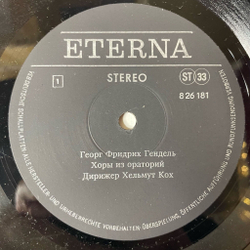 ETERNA
1
STEREO
ST 33
8 26 181
Георг Фридрих Гендель
Хоры из ораторий
Дирижер Хельмут Кох